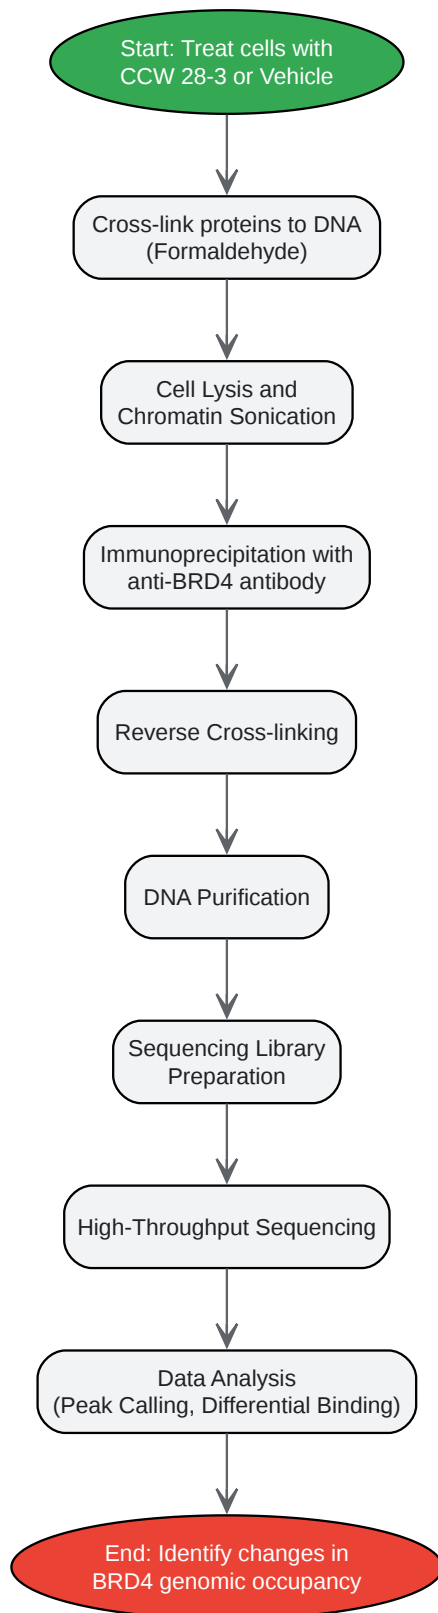 Start: Treat cells with
CCW 28-3 or Vehicle
Cross-link proteins to DNA
(Formaldehyde)
Cell Lysis and
Chromatin Sonication
Immunoprecipitation with
anti-BRD4 antibody
Reverse Cross-linking
DNA Purification
Sequencing Library
Preparation
High-Throughput Sequencing
Data Analysis
(Peak Calling, Differential Binding)
End: Identify changes in
BRD4 genomic occupancy